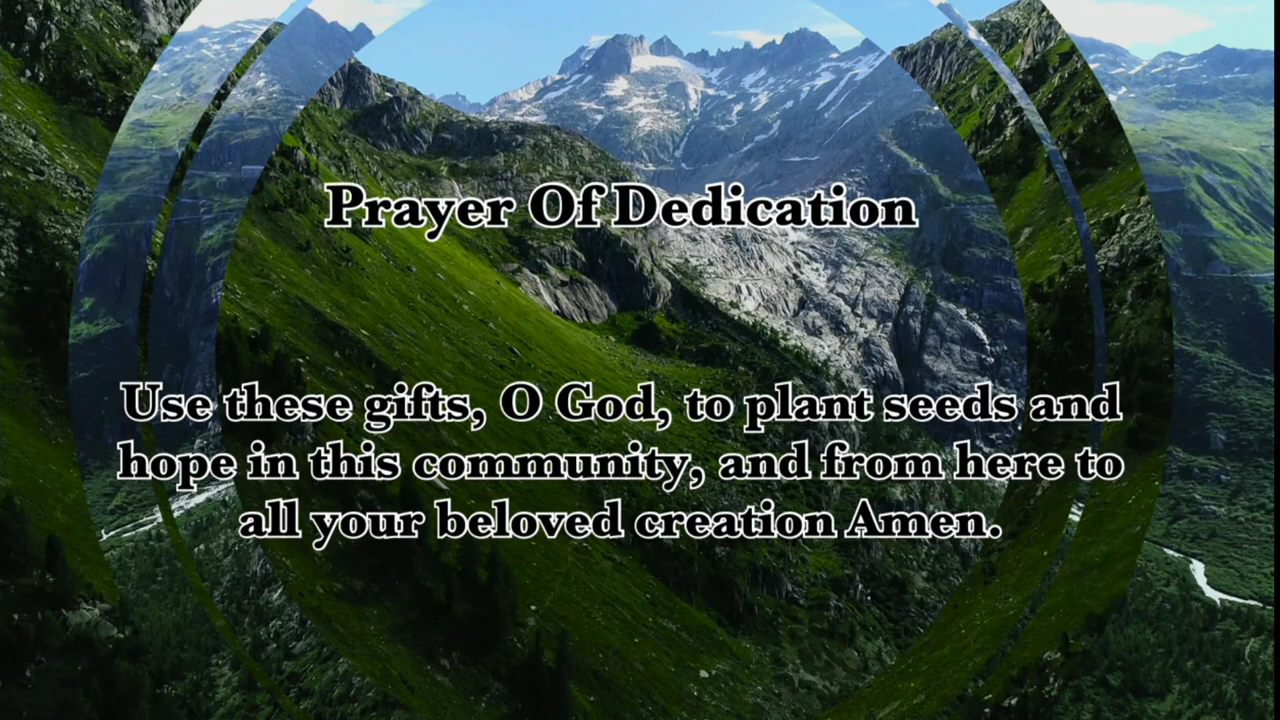 Prayer Of Dedication
Use these gifts, O God, to plant seeds and
hope in this community, and from here to
all your beloved creation Amen.